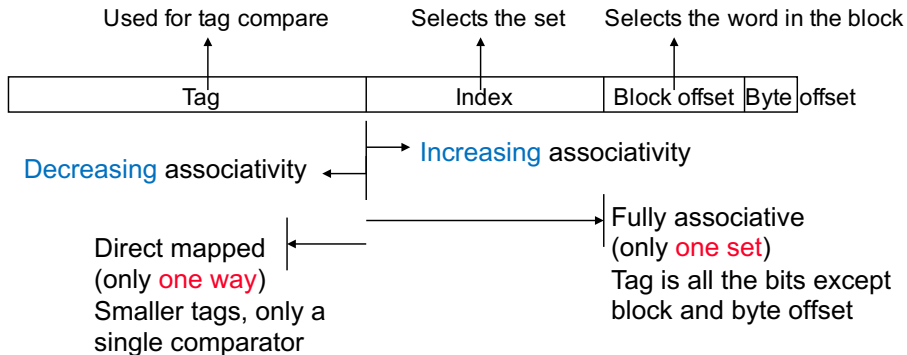 Used for tag compare
Selects the set
Selects the word in the block
Tag
Index
Block offset
Byte offset
Increasing associativity
Decreasing associativity
Fully associative
(only one set)
Tag is all the bits except
block and byte offset
Direct mapped
(only one way)
Smaller tags, only a
single comparator